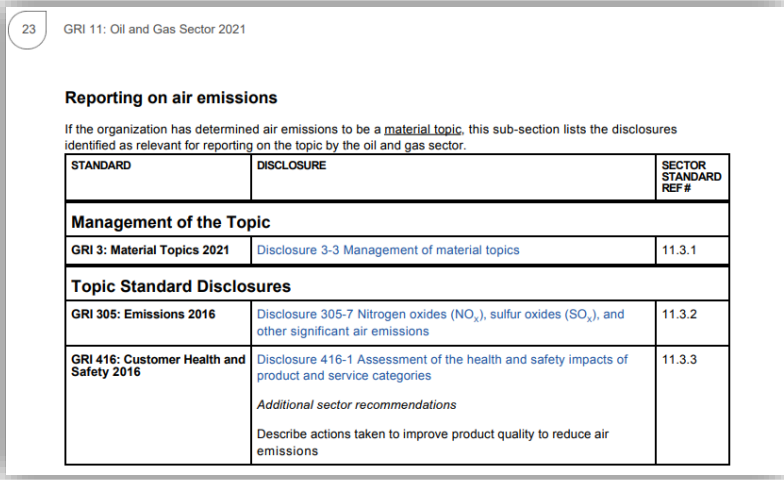 23 GRI 11: Oil and Gas Sector 2021
Reporting on air emissions
If the organization has determined air emissions to be a material topic, this sub-section lists the disclosures
identified as relevant for reporting on the topic by the oil and gas sector.
STANDARD DISCLOSURE SECTOR
STANDARD
REF #
Management of the Topic
GRI 3: Material Topics 2021 Disclosure 3-3 Management of material topics 11.3.1
Topic Standard Disclosures
GRI 305: Emissions 2016 Disclosure 305-7 Nitrogen oxides (NOx), sulfur oxides (SOx), and 11.3.2
other significant air emissions
GRI 416: Customer Health and Disclosure 416-1 Assessment of the health and safety impacts of 11.3.3
Safety 2016 product and service categories
Additional sector recommendations
Describe actions taken to improve product quality to reduce air
emissions